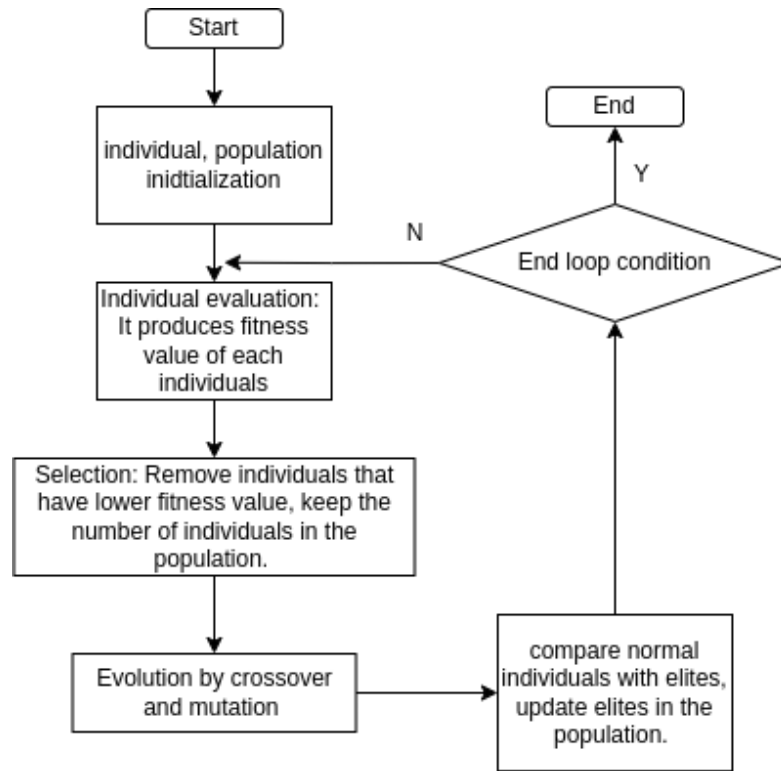 Start
individual, population
inidtialization
Individual evaluation:
It produces fitness
value of each
individuals
Selection: Remove individuals that
have lower fitness value, keep the
number of individuals in the
population.
Evolution by crossover
and mutation
compare normal
individuals with elites,
update elites in the
population.
End loop condition
N
Y
End